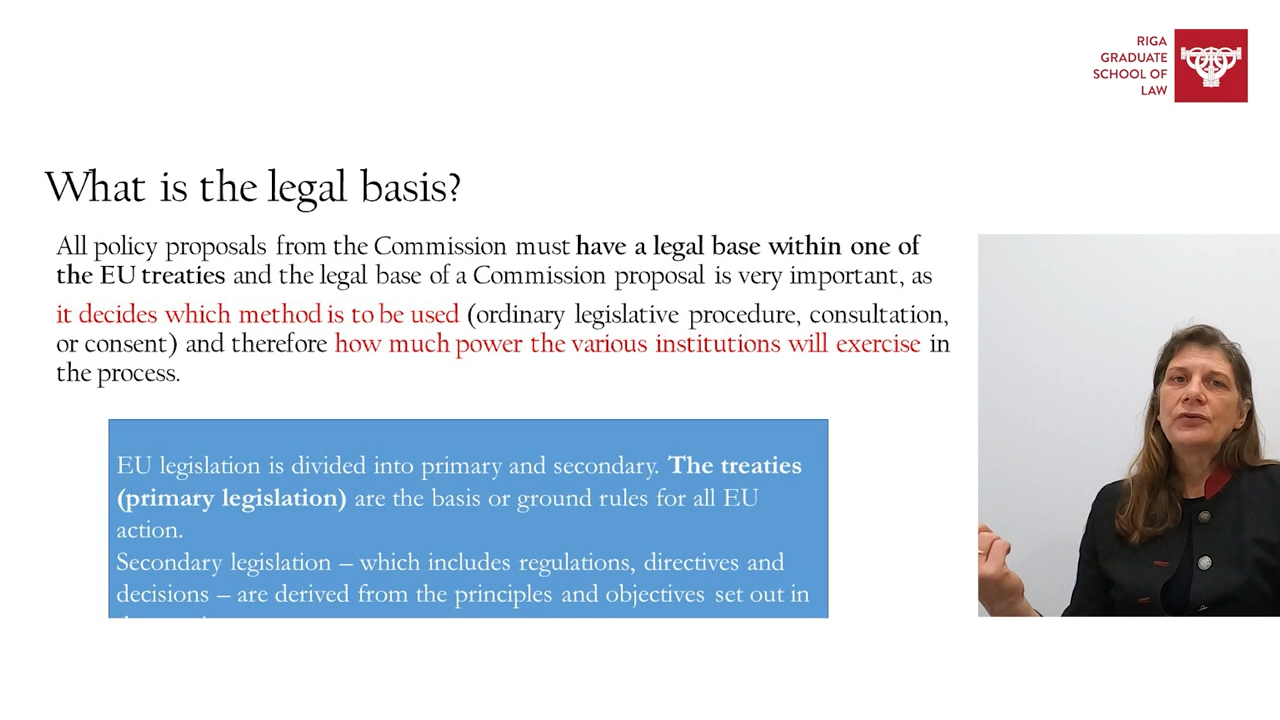 RIGA
GRADUATE
SCHOOL OF
LAW
What is the legal basis?
All policy proposals from the Commission must have a legal base within one of
the EU treaties and the legal base of a Commission proposal is very important, as
it decides which method is to be used (ordinary legislative procedure, consultation,
or consent) and therefore how much power the various institutions will exercise in
the process.
EU legislation is divided into primary and secondary. The treaties
(primary legislation) are the basis or ground rules for all EU
action.
Secondary legislation – which includes regulations, directives and
decisions – are derived from the principles and objectives set out in